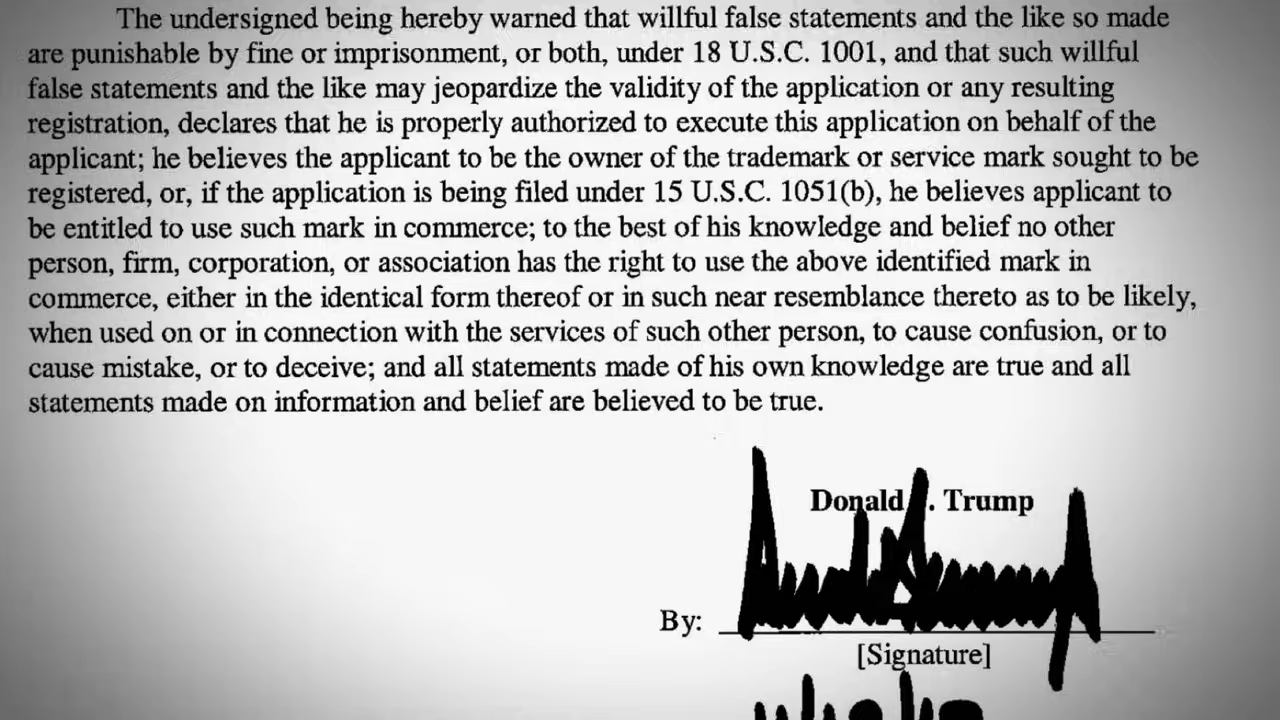 The undersigned being hereby warned that willful false statements and the like so made
are punishable by fine or imprisonment, or both, under 18 U.S.C. 1001, and that such willful
false statements and the like may jeopardize the validity of the application or any resulting
registration, declares that he is properly authorized to execute this application on behalf of the
applicant; he believes the applicant to be the owner of the trademark or service mark sought to be
registered, or, if the application is being filed under 15 U.S.C. 1051(b), he believes applicant to
be entitled to use such mark in commerce; to the best of his knowledge and belief no other
person, firm, corporation, or association has the right to use the above identified mark in
commerce, either in the identical form thereof or in such near resemblance thereto as to be likely,
when used on or in connection with the services of such other person, to cause confusion, or to
cause mistake, or to deceive; and all statements made of his own knowledge are true and all
statements made on information and belief are believed to be true.
Donald . Trump
By:
[Signature]